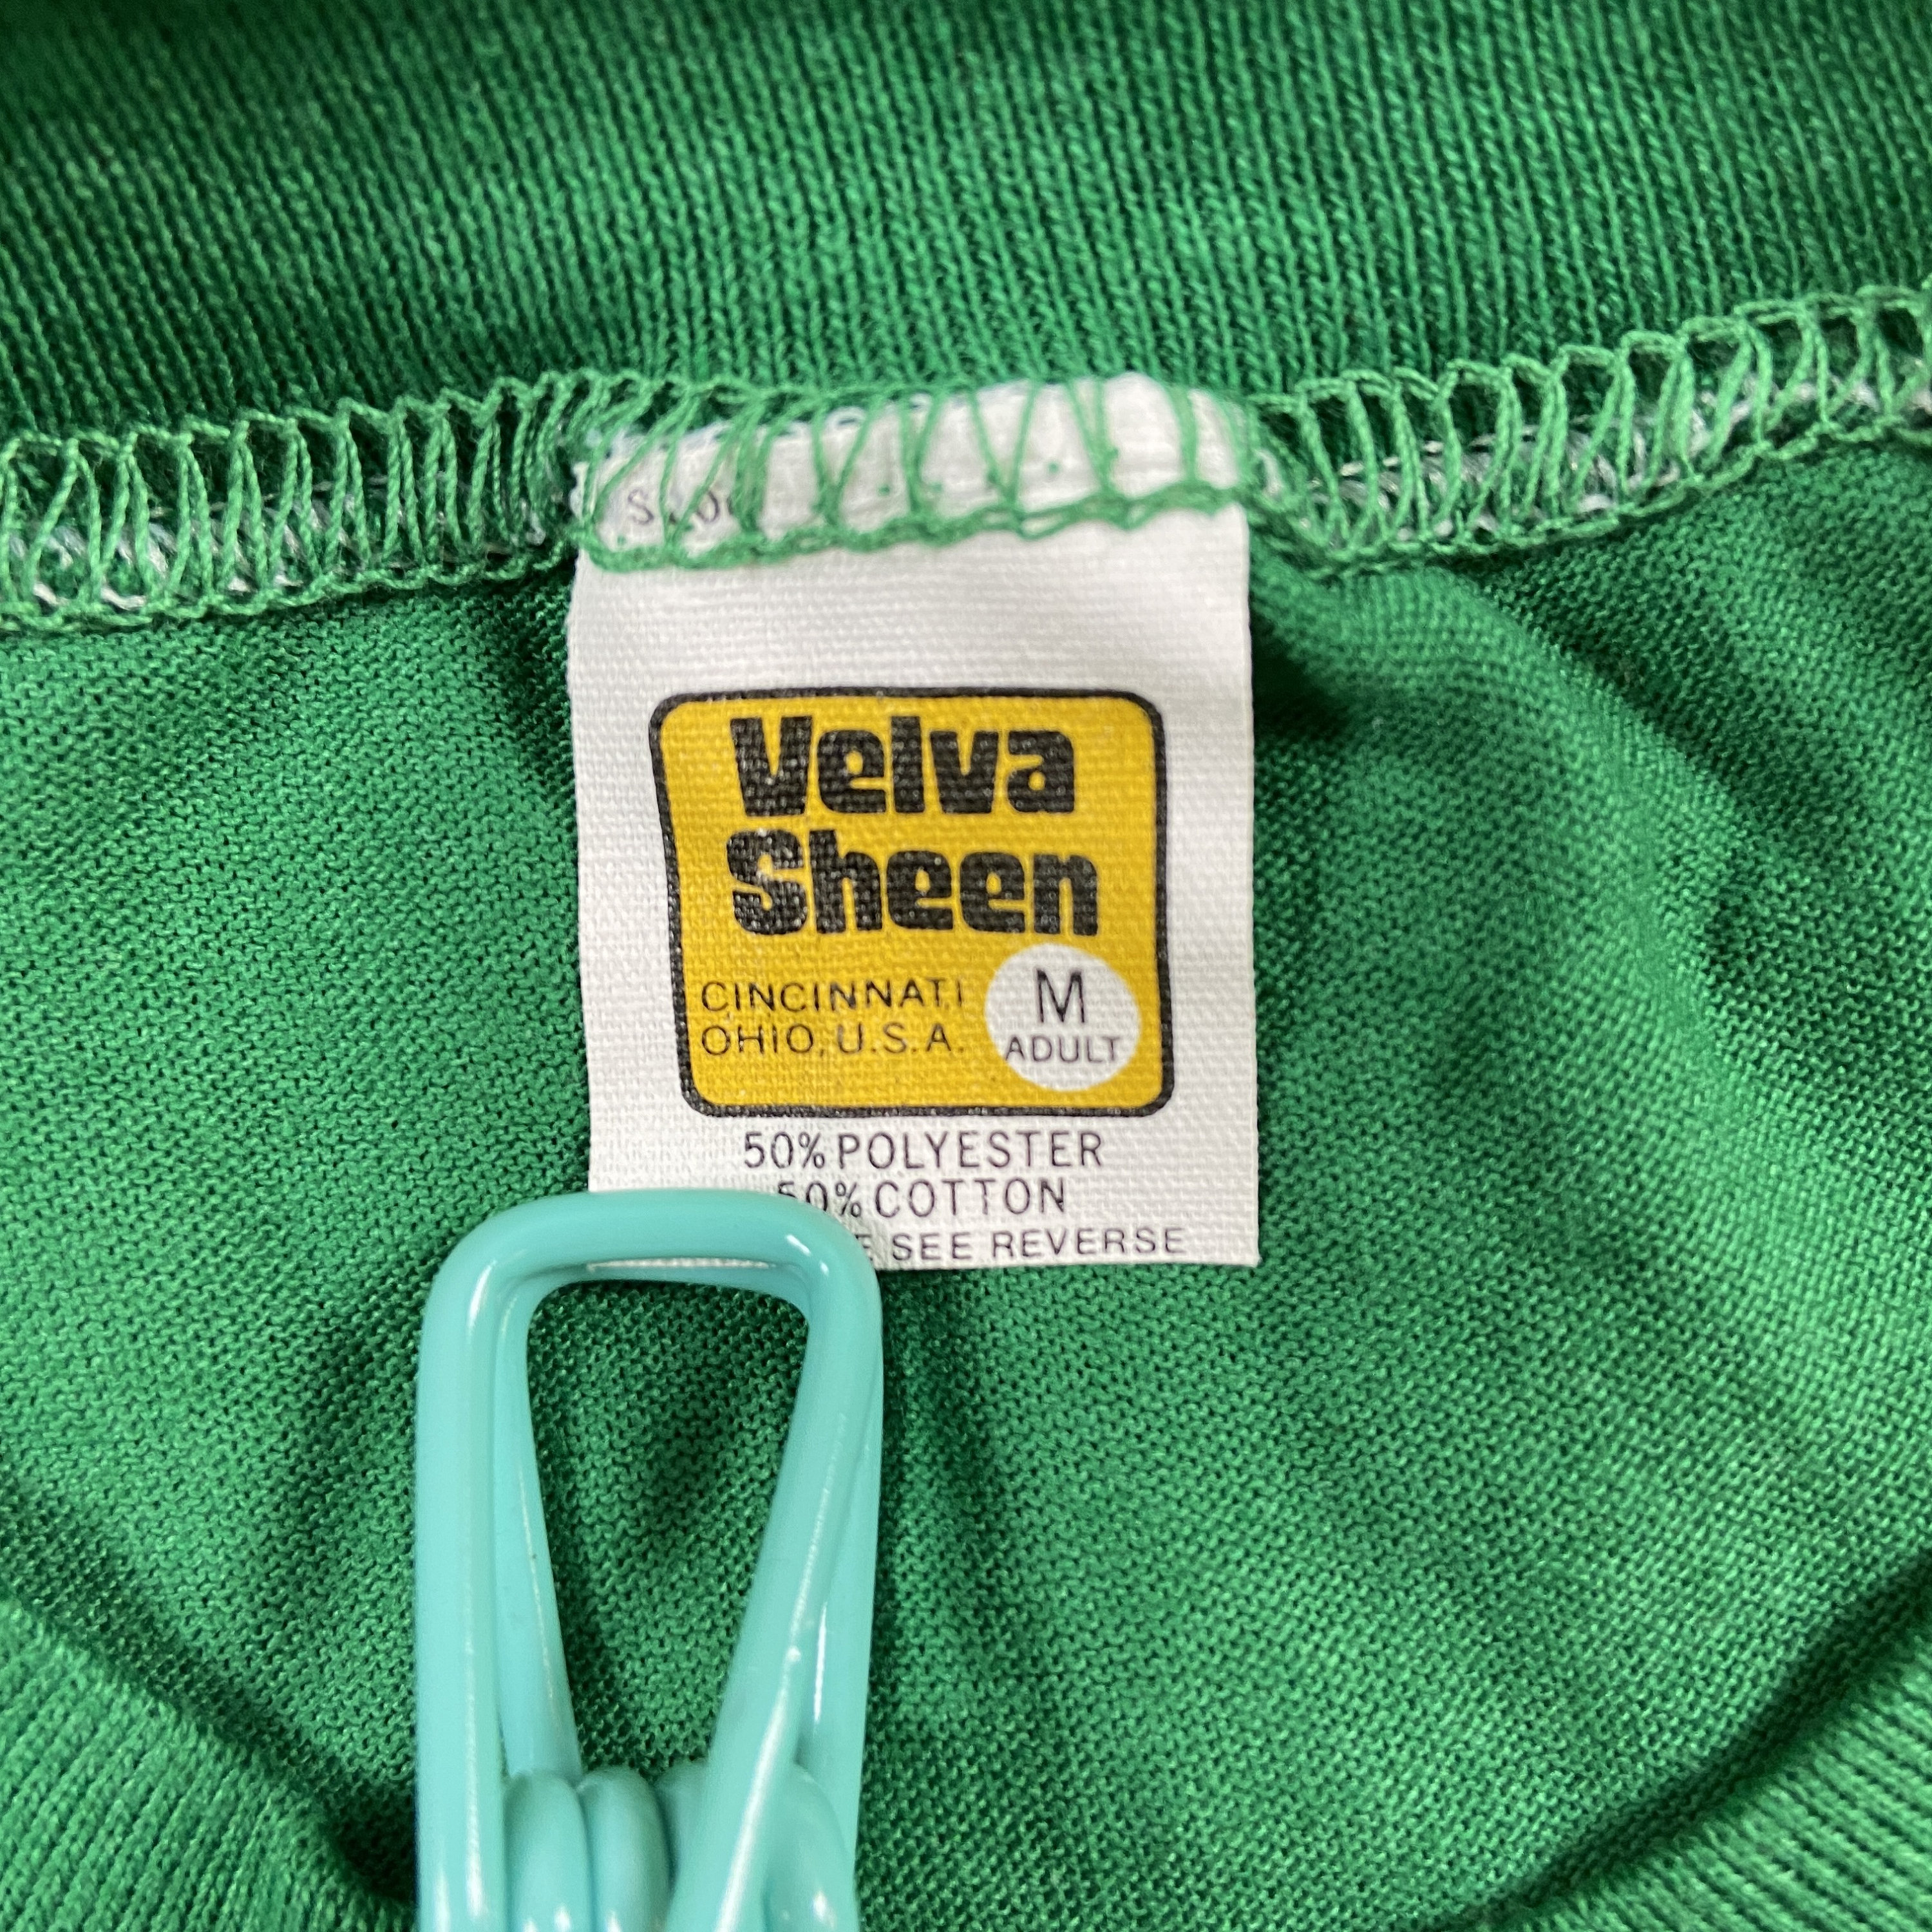 Velva
Sheen
CINCINNATI
OHIO, U.S.A.
M
ADULT
50% POLYESTER
50% COTTON
SEE REVERSE